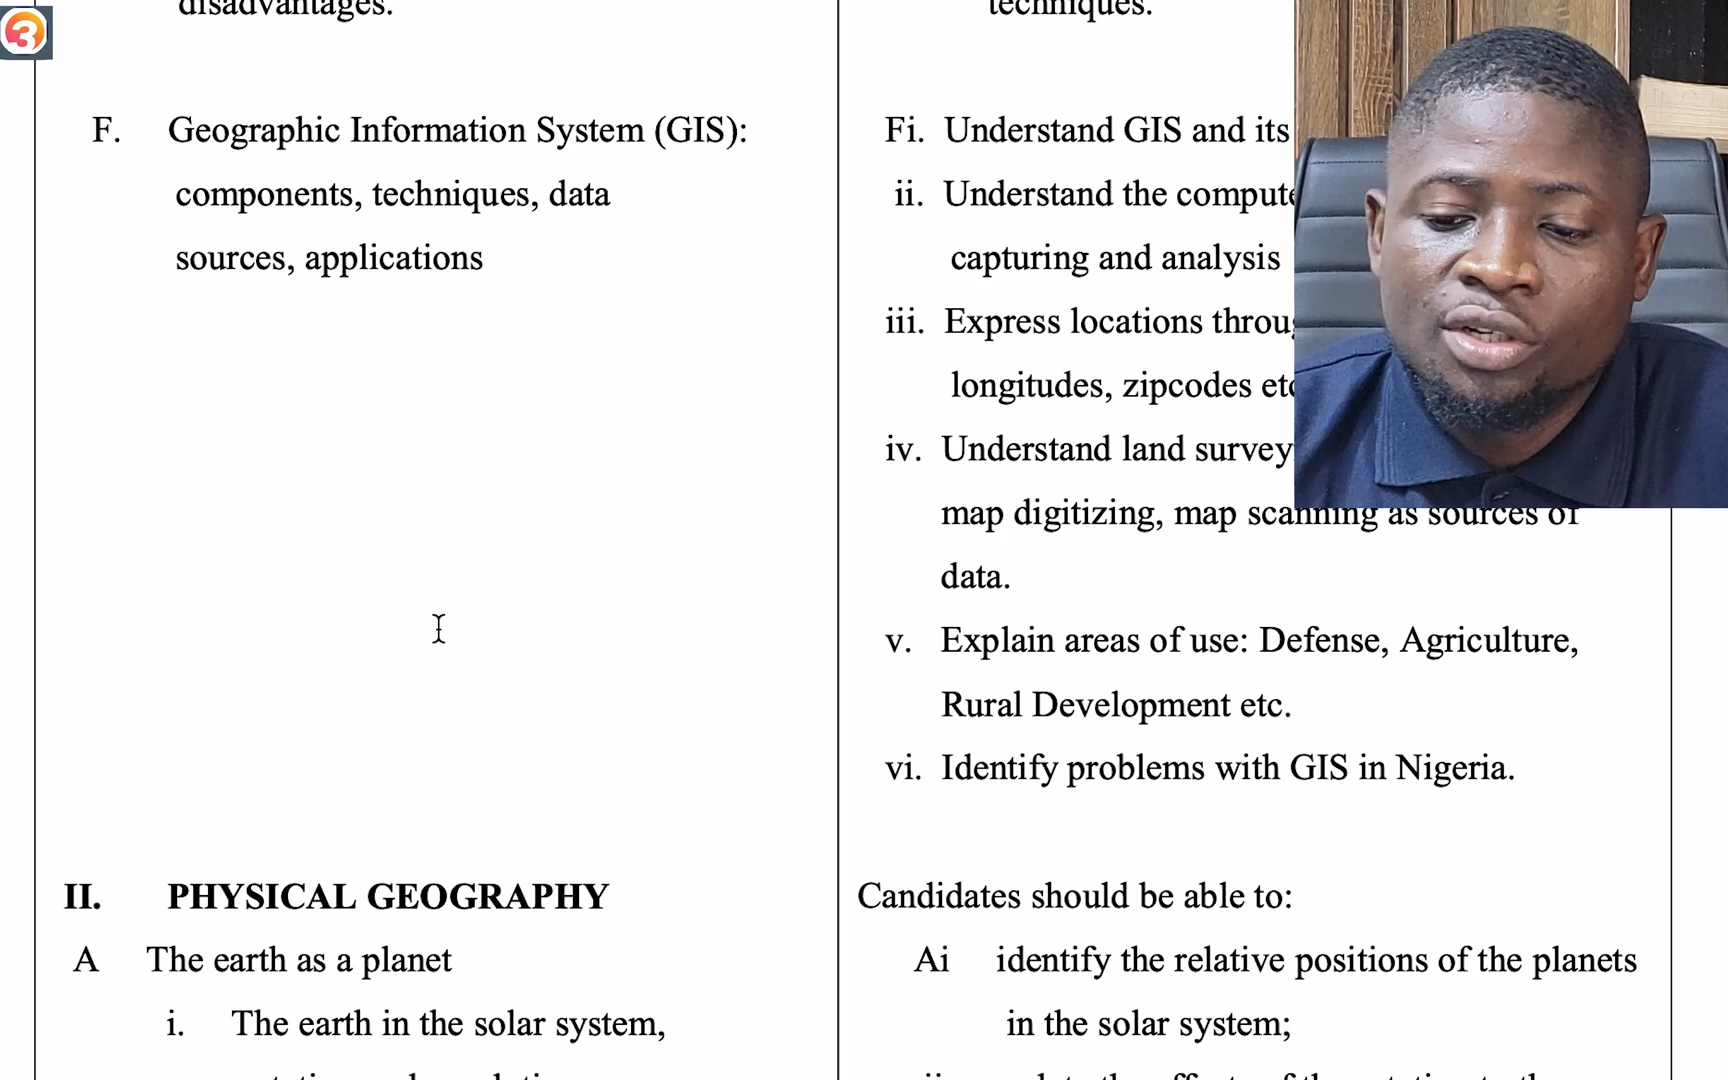 disadvantages.
F. Geographic Information System (GIS):
components, techniques, data
sources, applications
II. PHYSICAL GEOGRAPHY
A The earth as a planet
i. The earth in the solar system,
techniques.
Fi. Understand GIS and its
ii. Understand the
capturing and analysis
iii. Express locations
longitudes, zipcodes
iv. Understand land survey
map digitizing, map scanning as sources of
data.
v. Explain areas of use: Defense, Agriculture,
Rural Development etc.
vi. Identify problems with GIS in Nigeria.
Candidates should be able to:
Ai identify the relative positions of the planets
in the solar system;
3